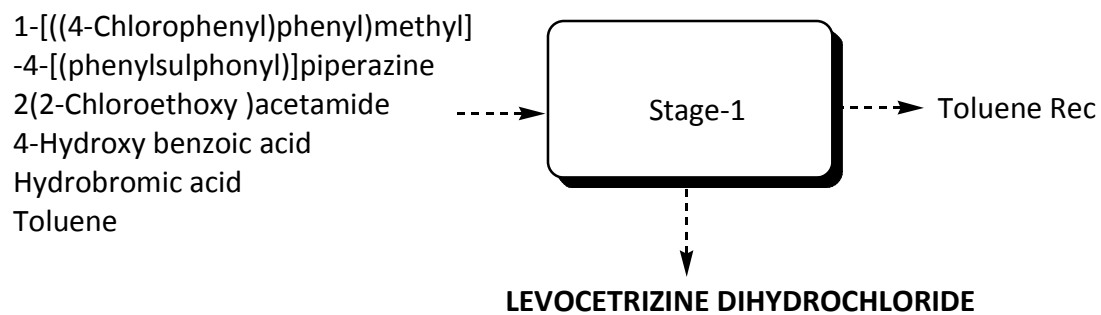 1-[((4-Chlorophenyl)phenyl)methyl]
-4-[(phenylsulphonyl)]piperazine
2(2-Chloroethoxy )acetamide
4-Hydroxy benzoic acid
Hydrobromic acid
Toluene
Stage-1
Toluene Rec
LEVOCETRIZINE DIHYDROCHLORIDE